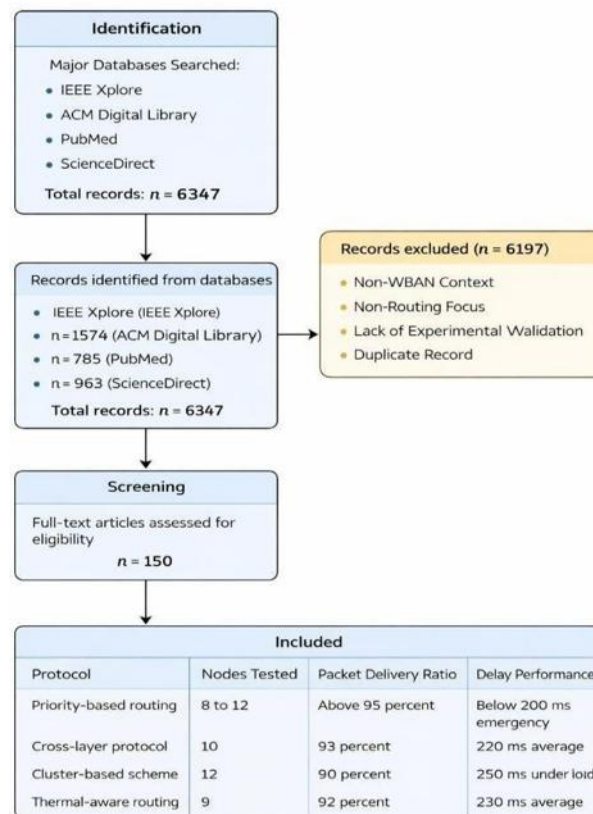 Identification
Major Databases Searched:
• IEEE Xplore
• ACM Digital Library
• PubMed
• ScienceDirect
Total records: n = 6347
Records identified from databases
• IEEE Xplore (IEEE Xplore)
• n=1574 (ACM Digital Library)
• n=785 (PubMed)
• n= 963 (ScienceDirect)
Total records: n = 6347
Records excluded (n = 6197)
• Non-WBAN Context
• Non-Routing Focus
• Lack of Experimental Walidation
• Duplicate Record
Screening
Full-text articles assessed for
eligibility
n = 150
Included
Protocol Nodes Tested Packet Delivery Ratio Delay Performance
Priority-based routing 8 to 12 Above 95 percent Below 200 ms
emergency
Cross-layer protocol 10 93 percent 220 ms average
Cluster-based scheme 12 90 percent 250 ms under loid
Thermal-aware routing 9 92 percent 230 ms average